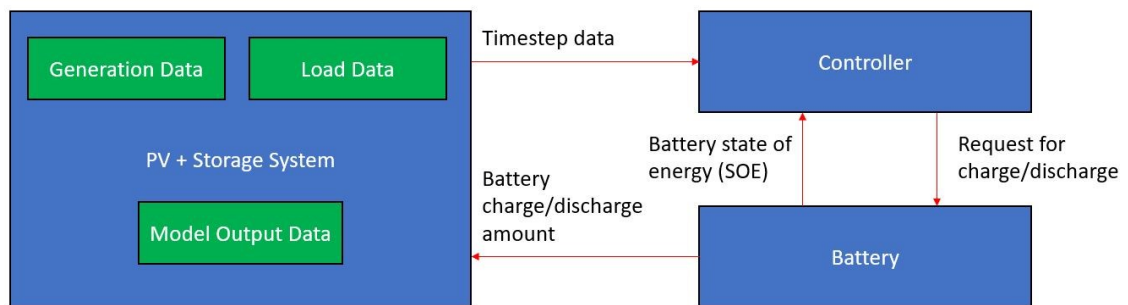 Generation Data
Load Data
PV + Storage System
Model Output Data
Timestep data
Controller
Battery state of
energy (SOE)
Request for
charge/discharge
Battery
charge/discharge
amount
Battery